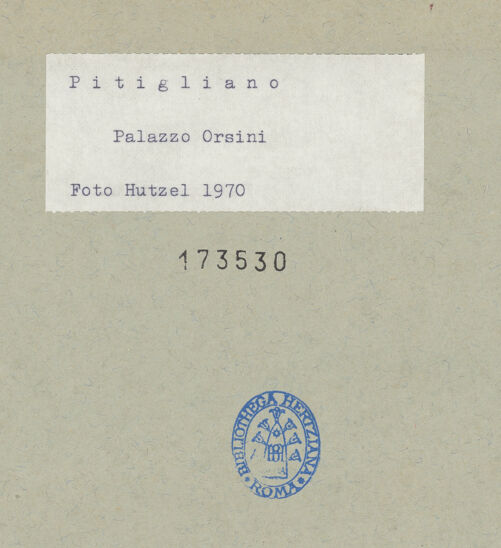 Pitigliano
Palazzo Orsini
Foto Hutzel 1970
173530
BIBLIOTHECA HERTZIANA
ROMA